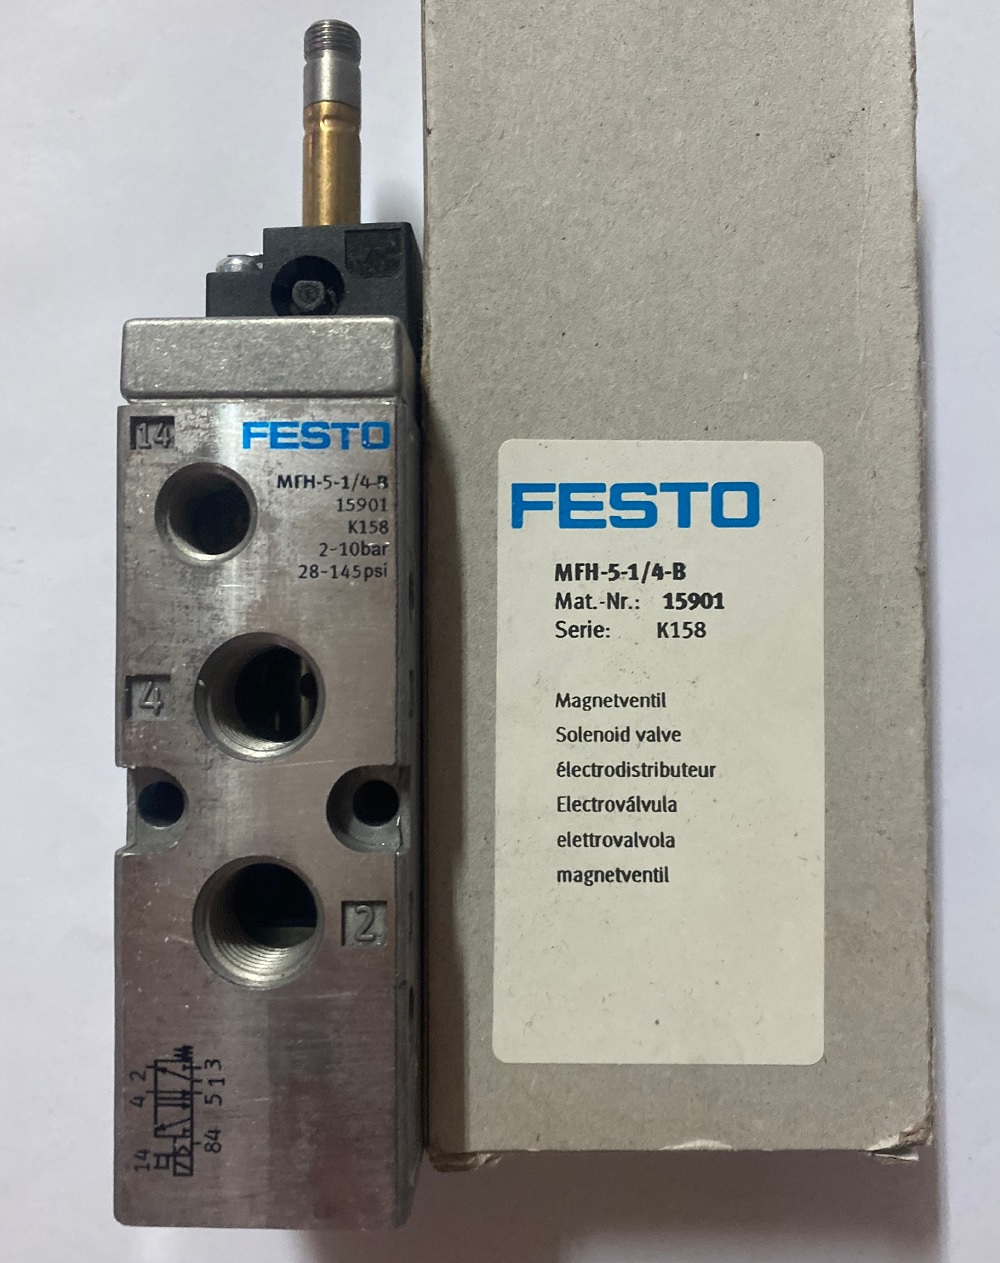 14
FESTO
MFH-5-1/4-B
15901
K158
2-10bar
28-145psi
4
2
14
4 2
84 5 1 3
FESTO
MFH-5-1/4-B
Mat.-Nr.: 15901
Serie: K158
Magnetventil
Solenoid valve
électrodistributeur
Electroválvula
elettrovalvola
magnetventil